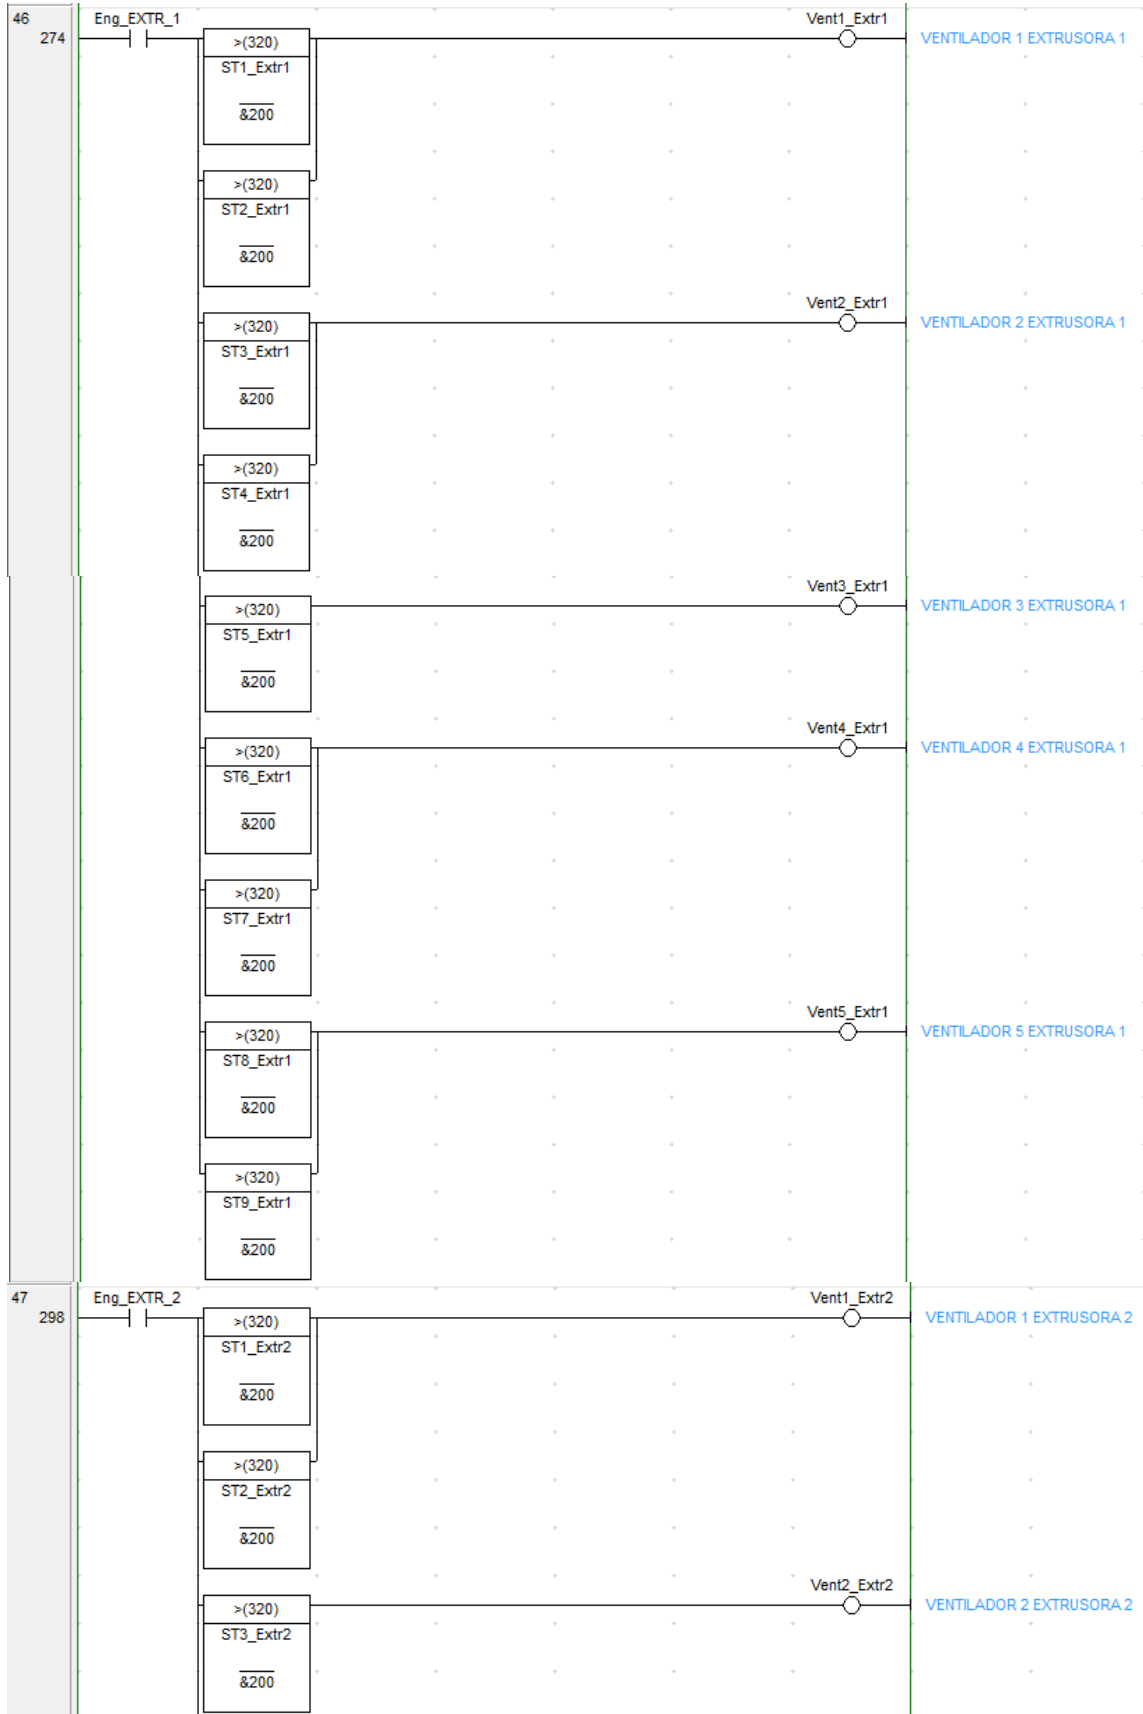 46
Eng_EXTR_1
Vent1_Extr1
274
>(320)
VENTILADOR 1 EXTRUSORA 1
ST1_Extr1
&200
>(320)
ST2_Extr1
&200
Vent2_Extr1
>(320)
VENTILADOR 2 EXTRUSORA 1
ST3_Extr1
&200
>(320)
ST4_Extr1
&200
Vent3_Extr1
>(320)
VENTILADOR 3 EXTRUSORA 1
ST5_Extr1
&200
Vent4_Extr1
>(320)
VENTILADOR 4 EXTRUSORA 1
ST6_Extr1
&200
>(320)
ST7_Extr1
&200
Vent5_Extr1
>(320)
VENTILADOR 5 EXTRUSORA 1
ST8_Extr1
&200
>(320)
ST9_Extr1
&200
47
Eng_EXTR_2
Vent1_Extr2
298
>(320)
VENTILADOR 1 EXTRUSORA 2
ST1_Extr2
&200
>(320)
ST2_Extr2
&200
Vent2_Extr2
>(320)
VENTILADOR 2 EXTRUSORA 2
ST3_Extr2
&200